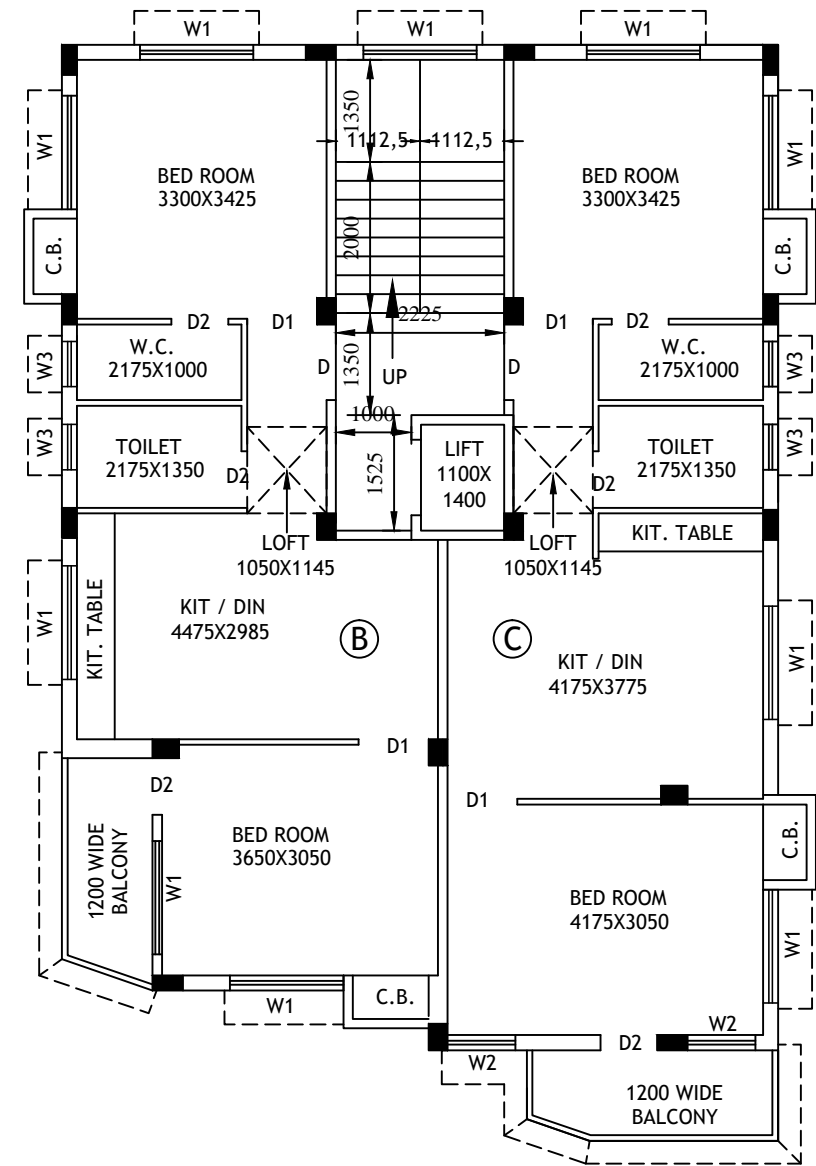 W1
W1
W1
W1
1350
1112,5
1112,5
W1
BED ROOM
3300X3425
BED ROOM
3300X3425
2000
C.B.
C.B.
D2
D1
2225
D1
D2
W3
W.C.
2175X1000
D
1350
UP
D
W.C.
2175X1000
W3
1000
W3
TOILET
2175X1350
D2
1525
LIFT
1100X
1400
TOILET
2175X1350
D2
W3
LOFT
1050X1145
LOFT
1050X1145
KIT. TABLE
W1
KIT. TABLE
KIT / DIN
4475X2985
B
C
KIT / DIN
4175X3775
W1
D1
D2
D1
1200 WIDE
BALCONY
W1
BED ROOM
3650X3050
C.B.
BED ROOM
4175X3050
W1
W1
C.B.
W2
D2
W2
1200 WIDE
BALCONY